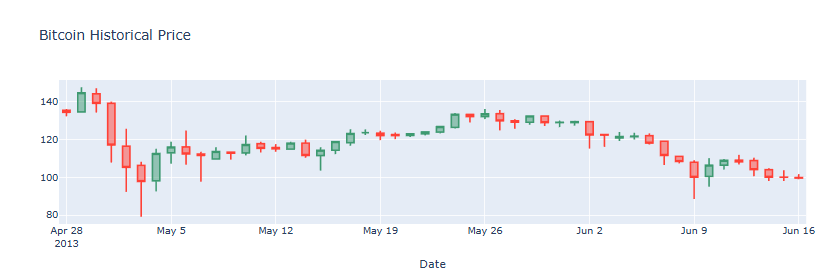 Bitcoin Historical Price
140
120
100
80
Apr 28
2013
May 5
May 12
May 19
May 26
Jun 2
Jun 9
Jun 16
Date